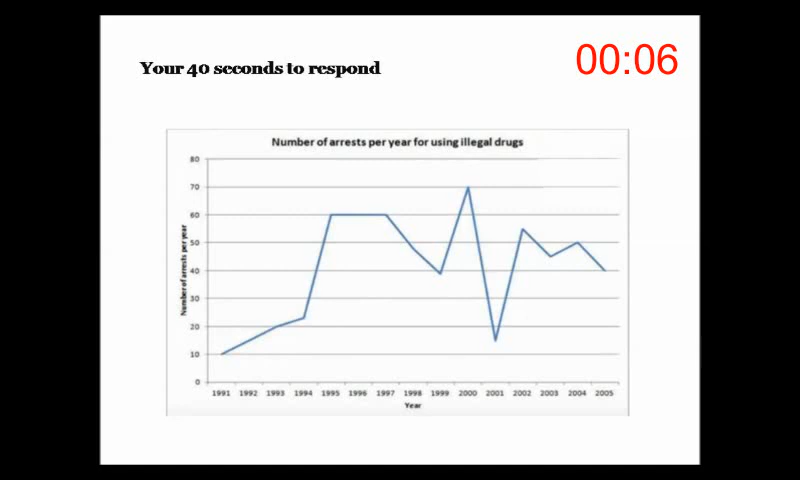 Your 40 seconds to respond
00:06
Number of arrests per year for using illegal drugs
80
70
60
50
40
30
20
10
0
Number of arrests per year
1991 1992 1993 1994 1995 1996 1997 1998 1999 2000 2001 2002 2003 2004 2005
Year